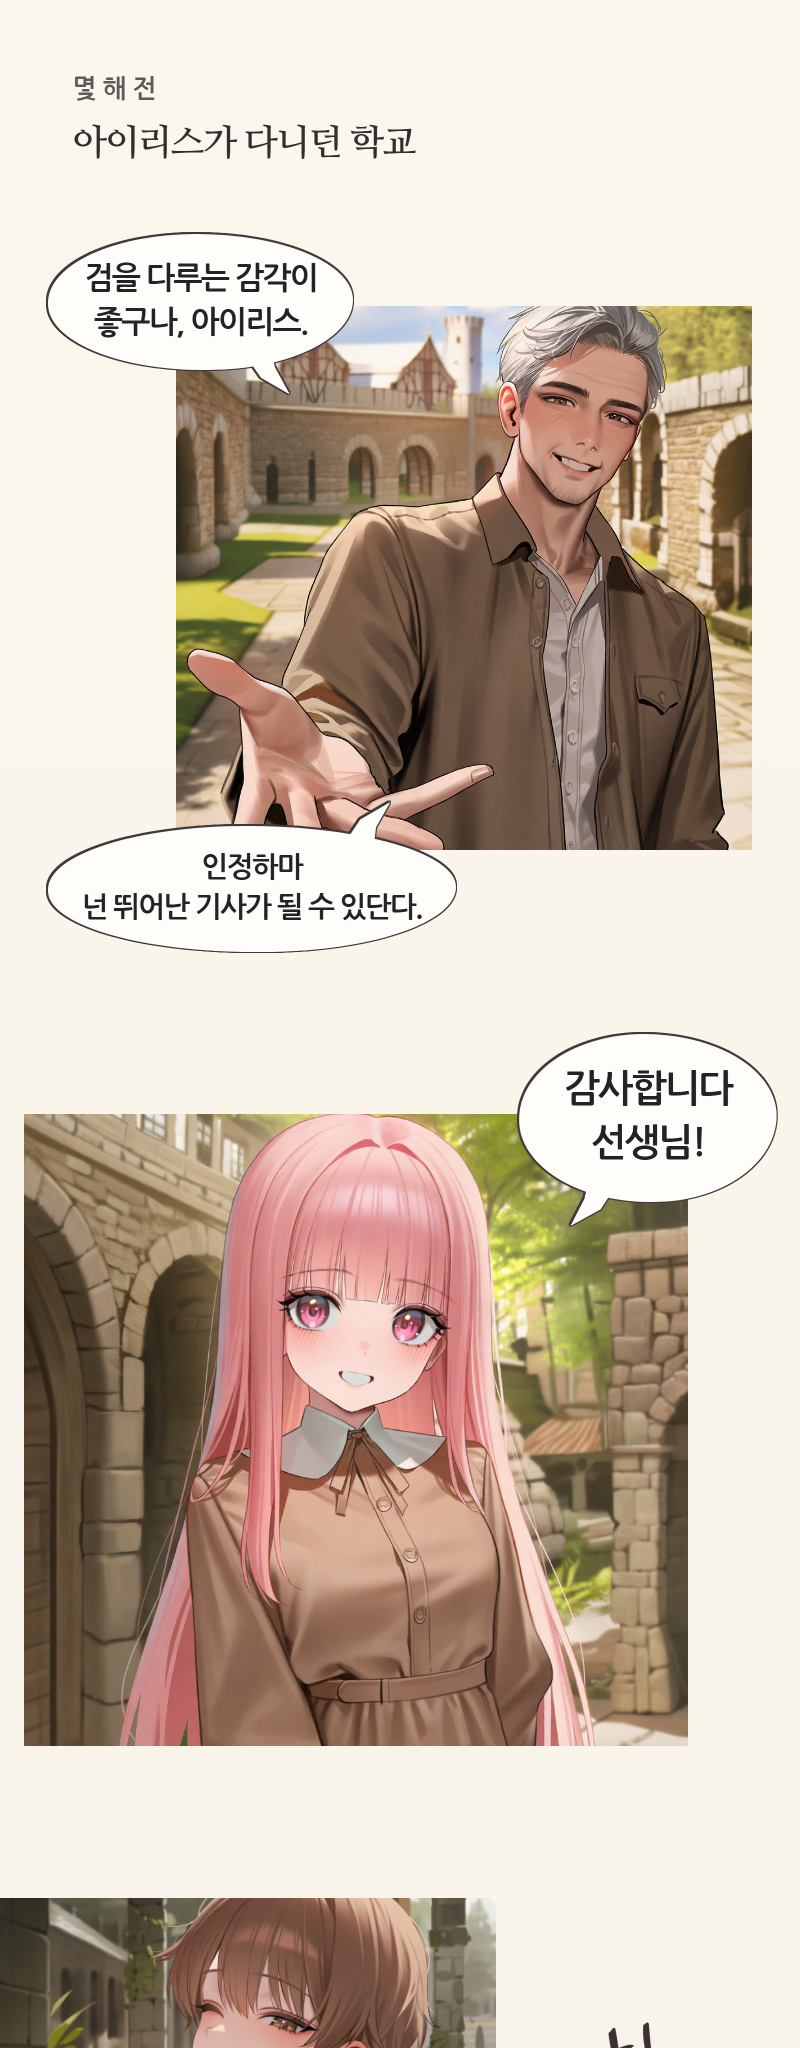 몇 해 전
아이리스가 다니던 학교
검을 다루는 감각이
좋구나, 아이리스.
인정하마
넌 뛰어난 기사가 될 수 있단다.
감사합니다
선생님!